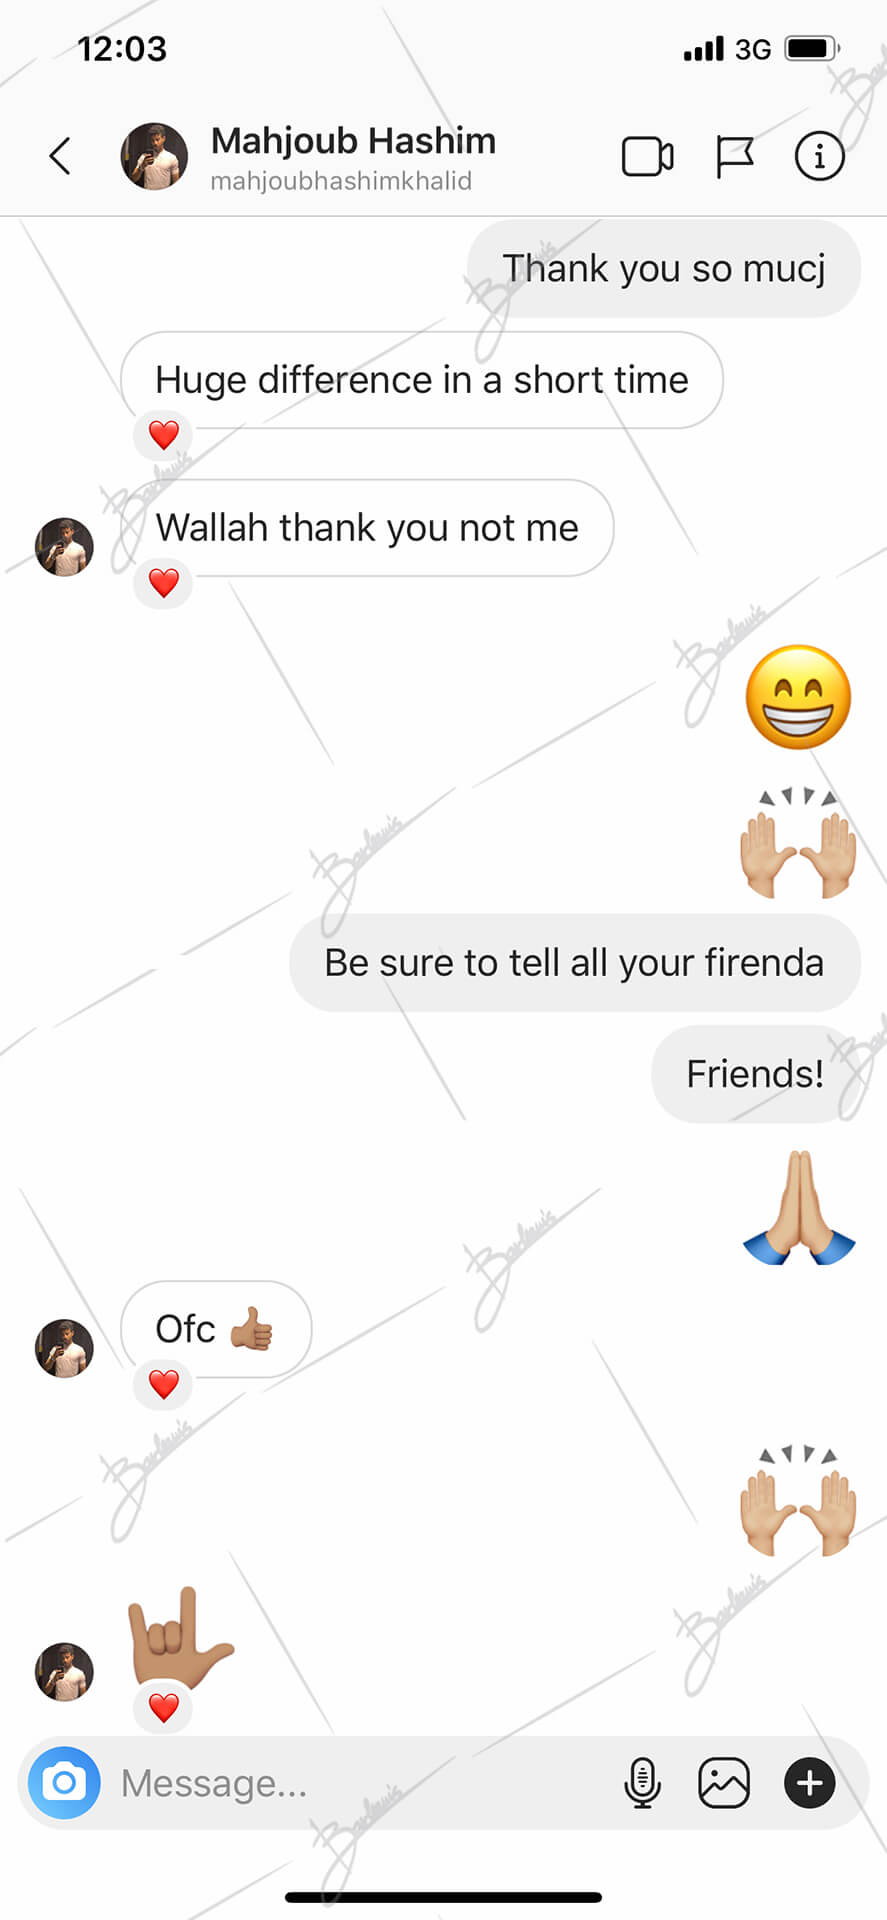 12:03
3G
Mahjoub Hashim
mahjoubhashimkhalid
Thank you so mucj
Huge difference in a short time
Wallah thank you not me
Be sure to tell all your firenda
Friends!
Ofc
Message...